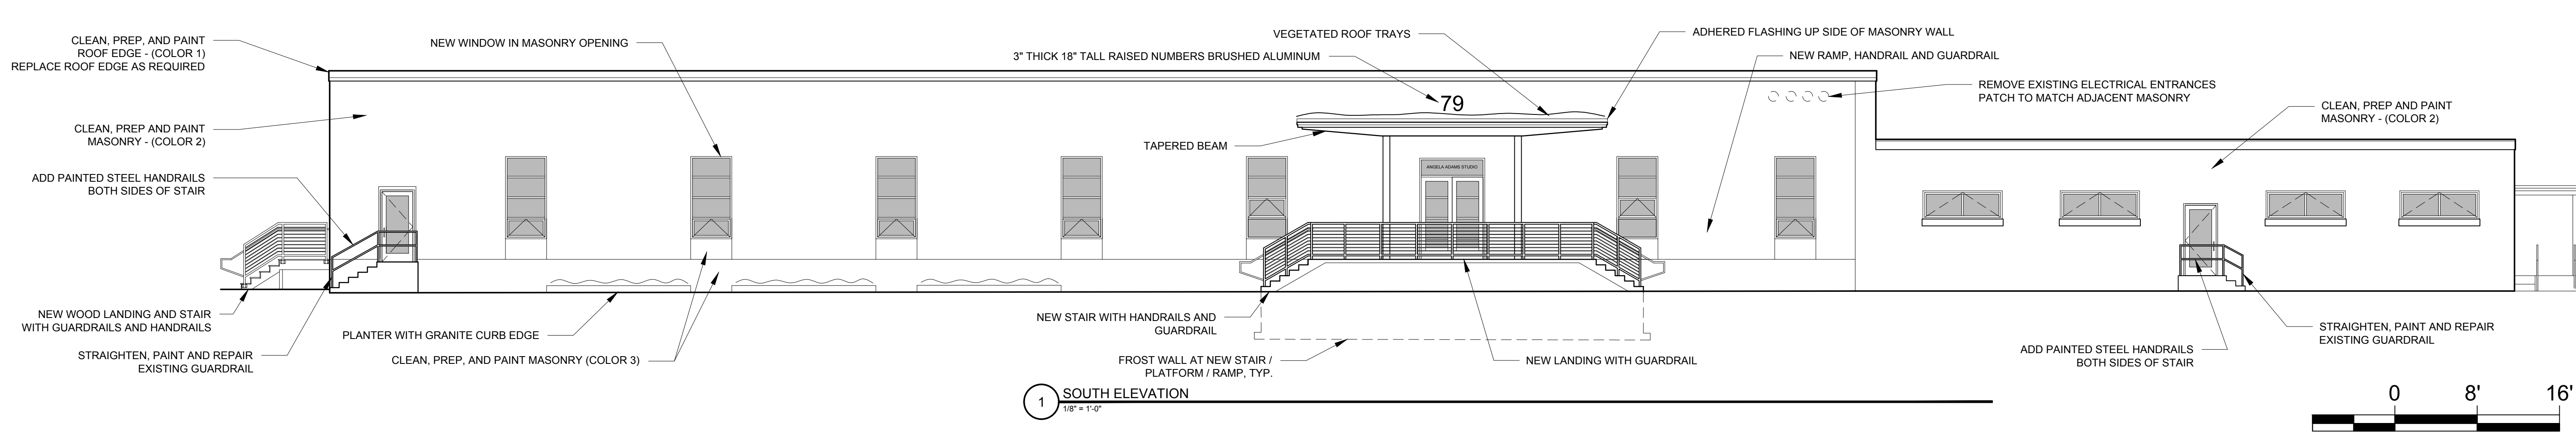 CLEAN, PREP, AND PAINT
ROOF EDGE - (COLOR 1)
REPLACE ROOF EDGE AS REQUIRED
NEW WINDOW IN MASONRY OPENING
VEGETATED ROOF TRAYS
3" THICK 18" TALL RAISED NUMBERS BRUSHED ALUMINUM
ADHERED FLASHING UP SIDE OF MASONRY WALL
NEW RAMP, HANDRAIL AND GUARDRAIL
REMOVE EXISTING ELECTRICAL ENTRANCES
PATCH TO MATCH ADJACENT MASONRY
CLEAN, PREP AND PAINT
MASONRY - (COLOR 2)
79
CLEAN, PREP AND PAINT
MASONRY - (COLOR 2)
TAPERED BEAM
ANGELA ADAMS STUDIO
ADD PAINTED STEEL HANDRAILS
BOTH SIDES OF STAIR
NEW WOOD LANDING AND STAIR
WITH GUARDRAILS AND HANDRAILS
STRAIGHTEN, PAINT AND REPAIR
EXISTING GUARDRAIL
PLANTER WITH GRANITE CURB EDGE
CLEAN, PREP, AND PAINT MASONRY (COLOR 3)
NEW STAIR WITH HANDRAILS AND
GUARDRAIL
FROST WALL AT NEW STAIR /
PLATFORM / RAMP, TYP.
NEW LANDING WITH GUARDRAIL
ADD PAINTED STEEL HANDRAILS
BOTH SIDES OF STAIR
STRAIGHTEN, PAINT AND REPAIR
EXISTING GUARDRAIL
1
SOUTH ELEVATION
1/8" = 1'-0"
0 8' 16'